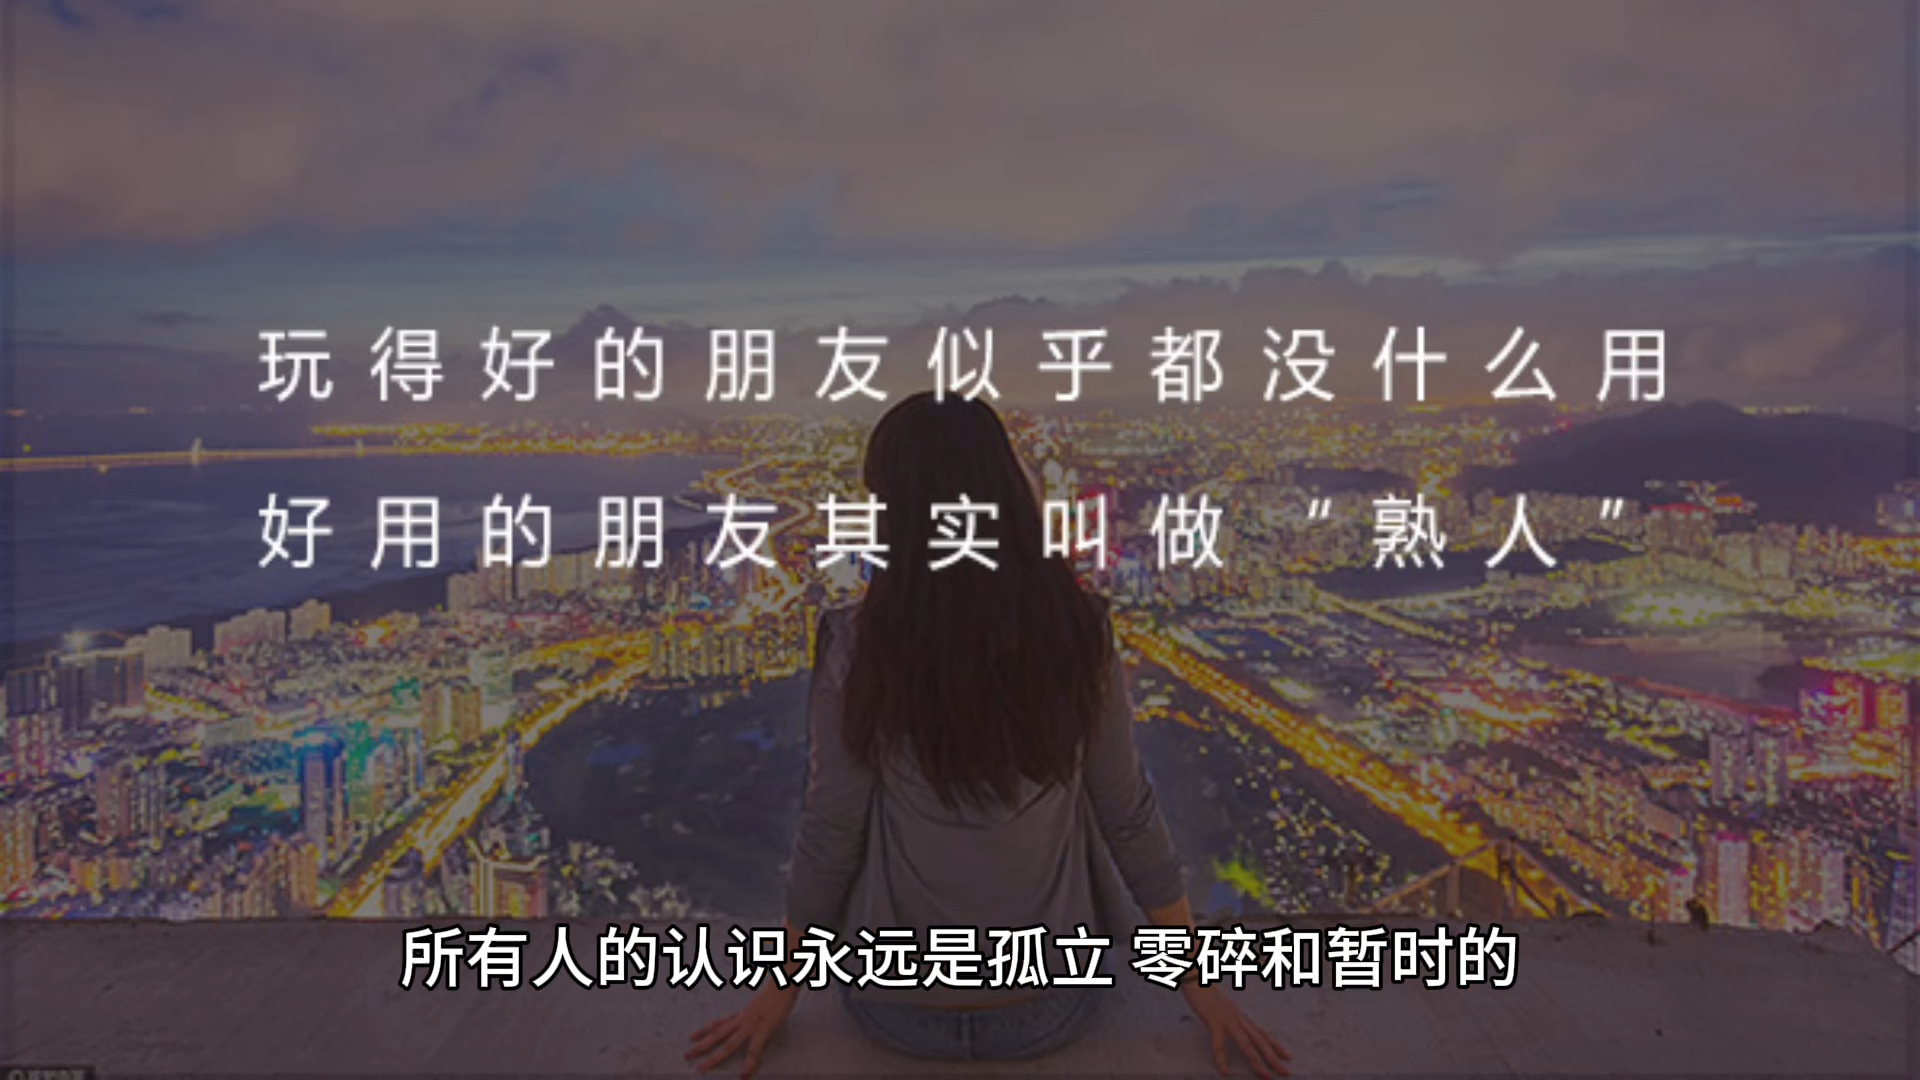 玩得好的朋友似乎都没什么用
好用的朋友其实叫做“熟人”
所有人的认识永远是孤立 零碎和暂时的